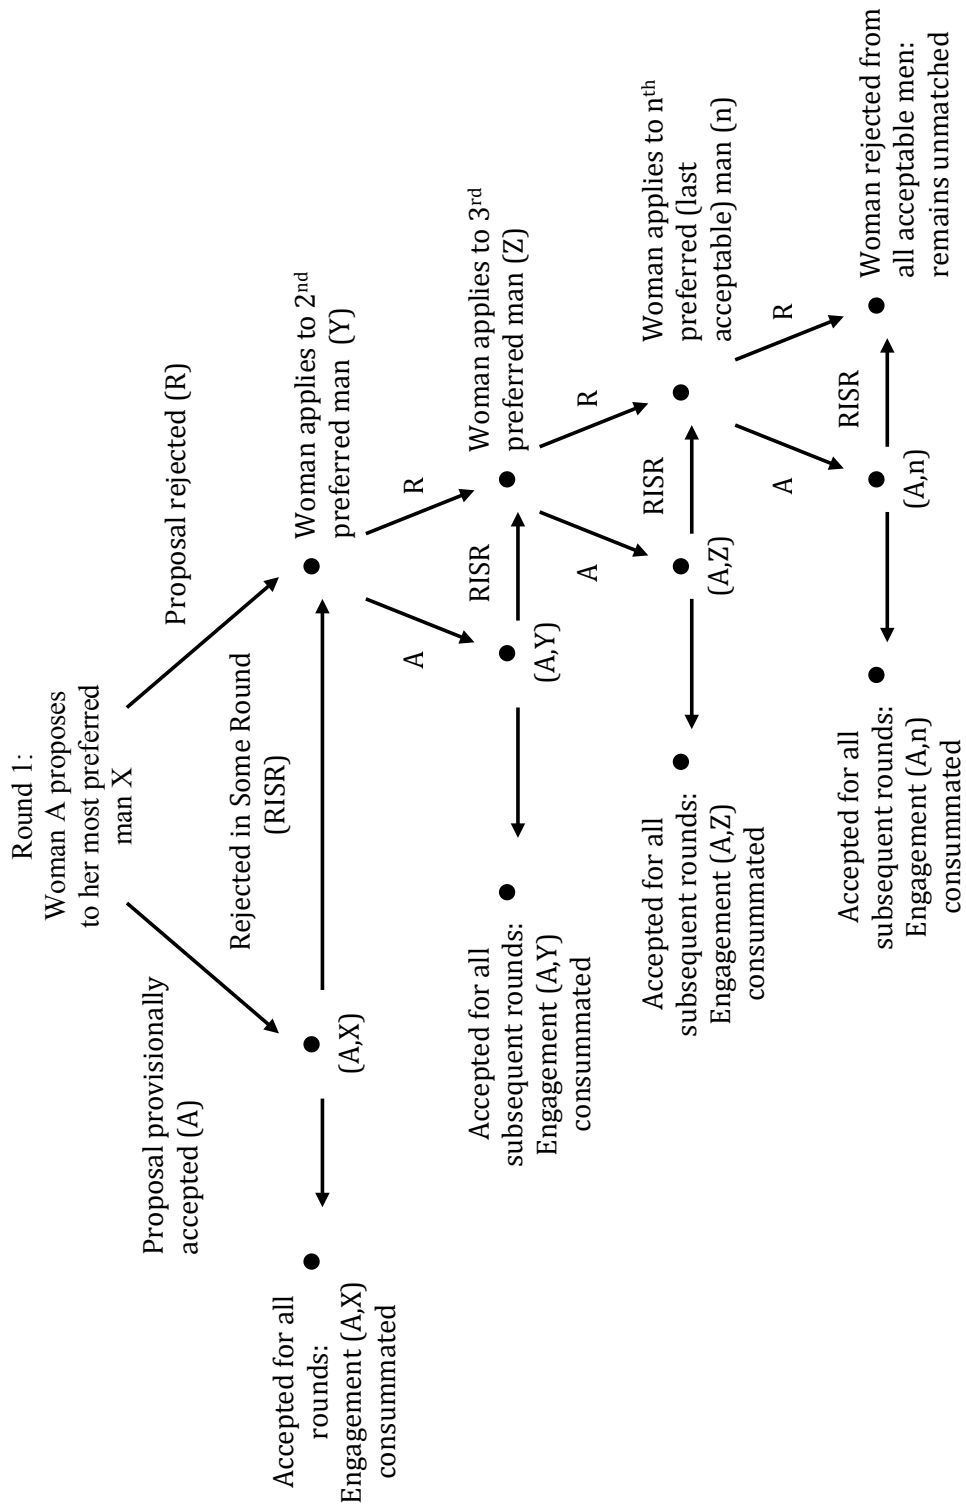 Round 1:
Woman A proposes
to her most preferred
man X
Proposal provisionally
accepted (A)
Proposal rejected (R)
Rejected in Some Round
(RISR)
Accepted for all
rounds:
Engagement (A,X)
consummated
(A,X)
Woman applies to 2nd
preferred man (Y)
A
R
RISR
Accepted for all
subsequent rounds:
Engagement (A,Y)
consummated
(A,Y)
Woman applies to 3rd
preferred man (Z)
A
R
RISR
Accepted for all
subsequent rounds:
Engagement (A,Z)
consummated
(A,Z)
Woman applies to nth
preferred (last
acceptable) man (n)
A
R
RISR
Accepted for all
subsequent rounds:
Engagement (A,n)
consummated
(A,n)
Woman rejected from
all acceptable men:
remains unmatched